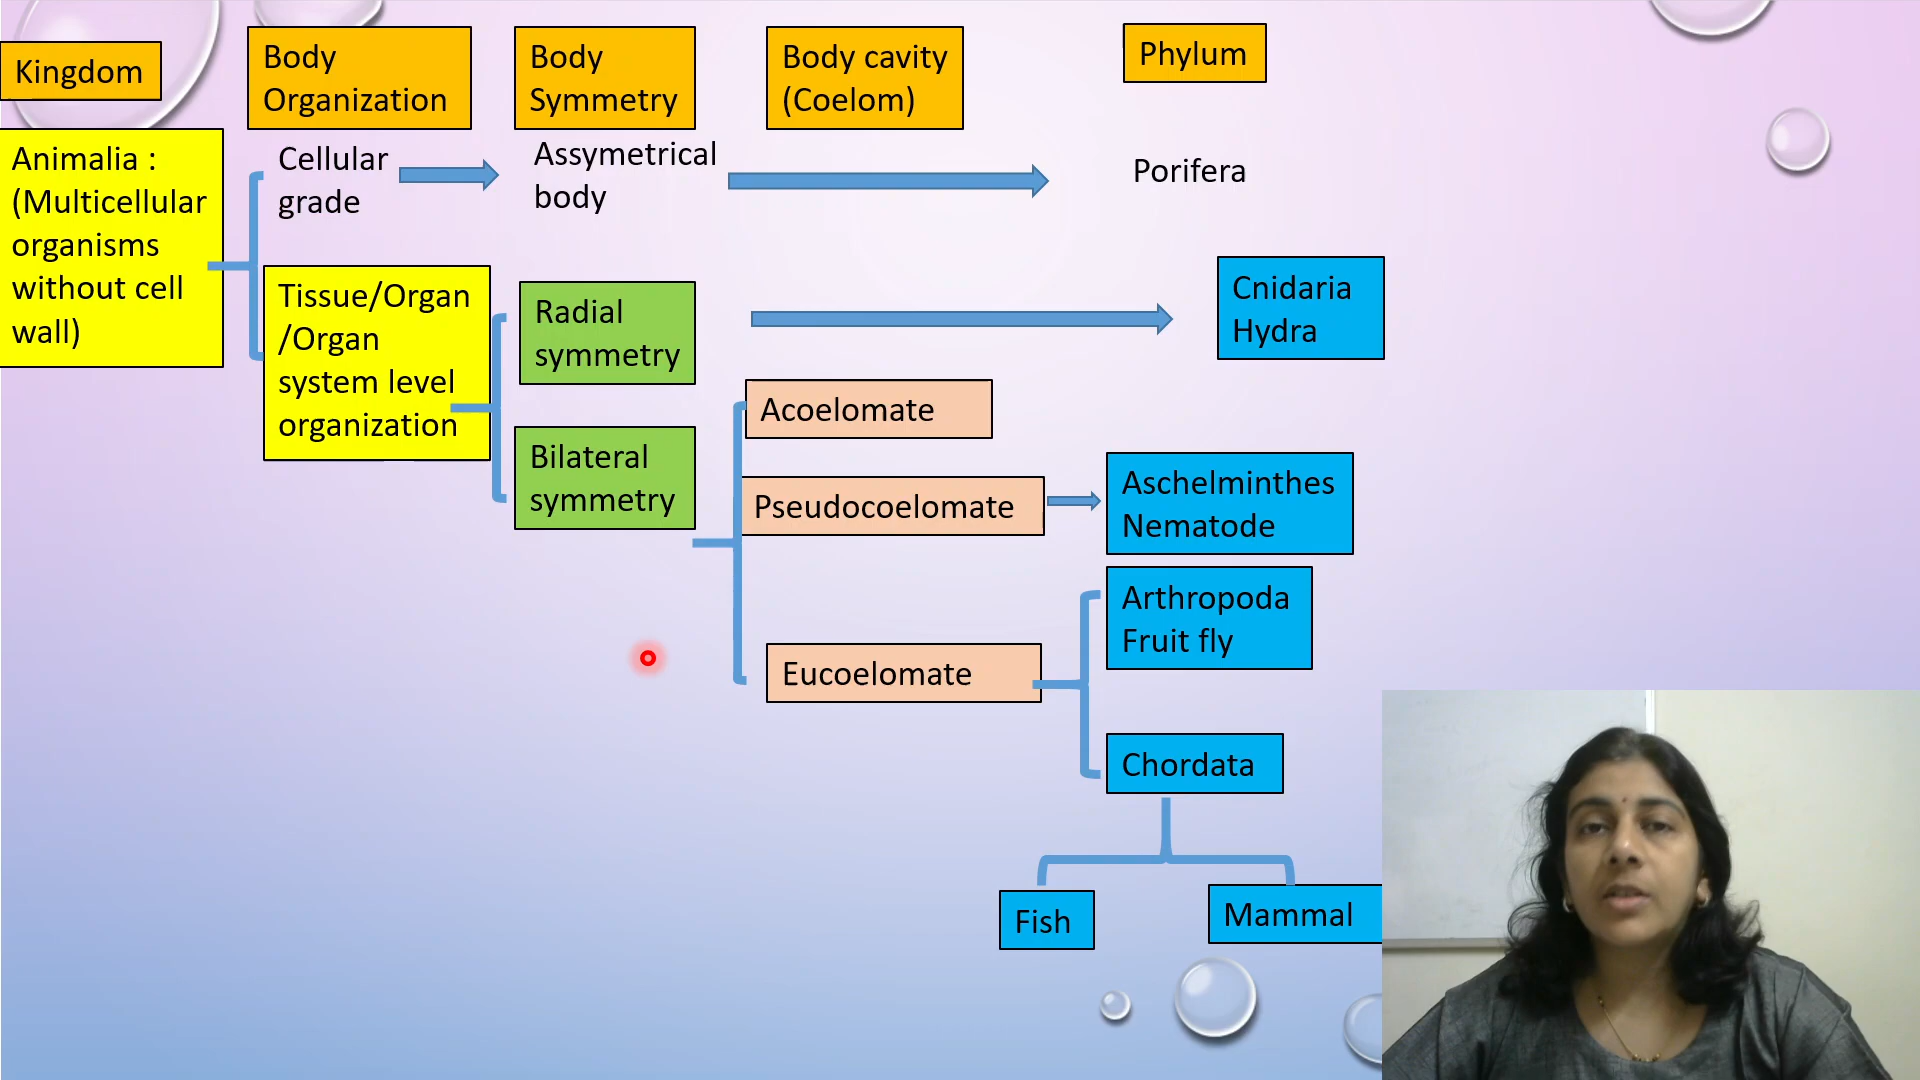 Kingdom
Body
Organization
Body
Symmetry
Body cavity
(Coelom)
Phylum
Animalia :
(Multicellular
organisms
without cell
wall)
Cellular
grade
Assymetrical
body
Porifera
Tissue/Organ
/Organ
system level
organization
Radial
symmetry
Cnidaria
Hydra
Bilateral
symmetry
Acoelomate
Pseudocoelomate
Aschelminthes
Nematode
Eucoelomate
Arthropoda
Fruit fly
Chordata
Fish
Mammal